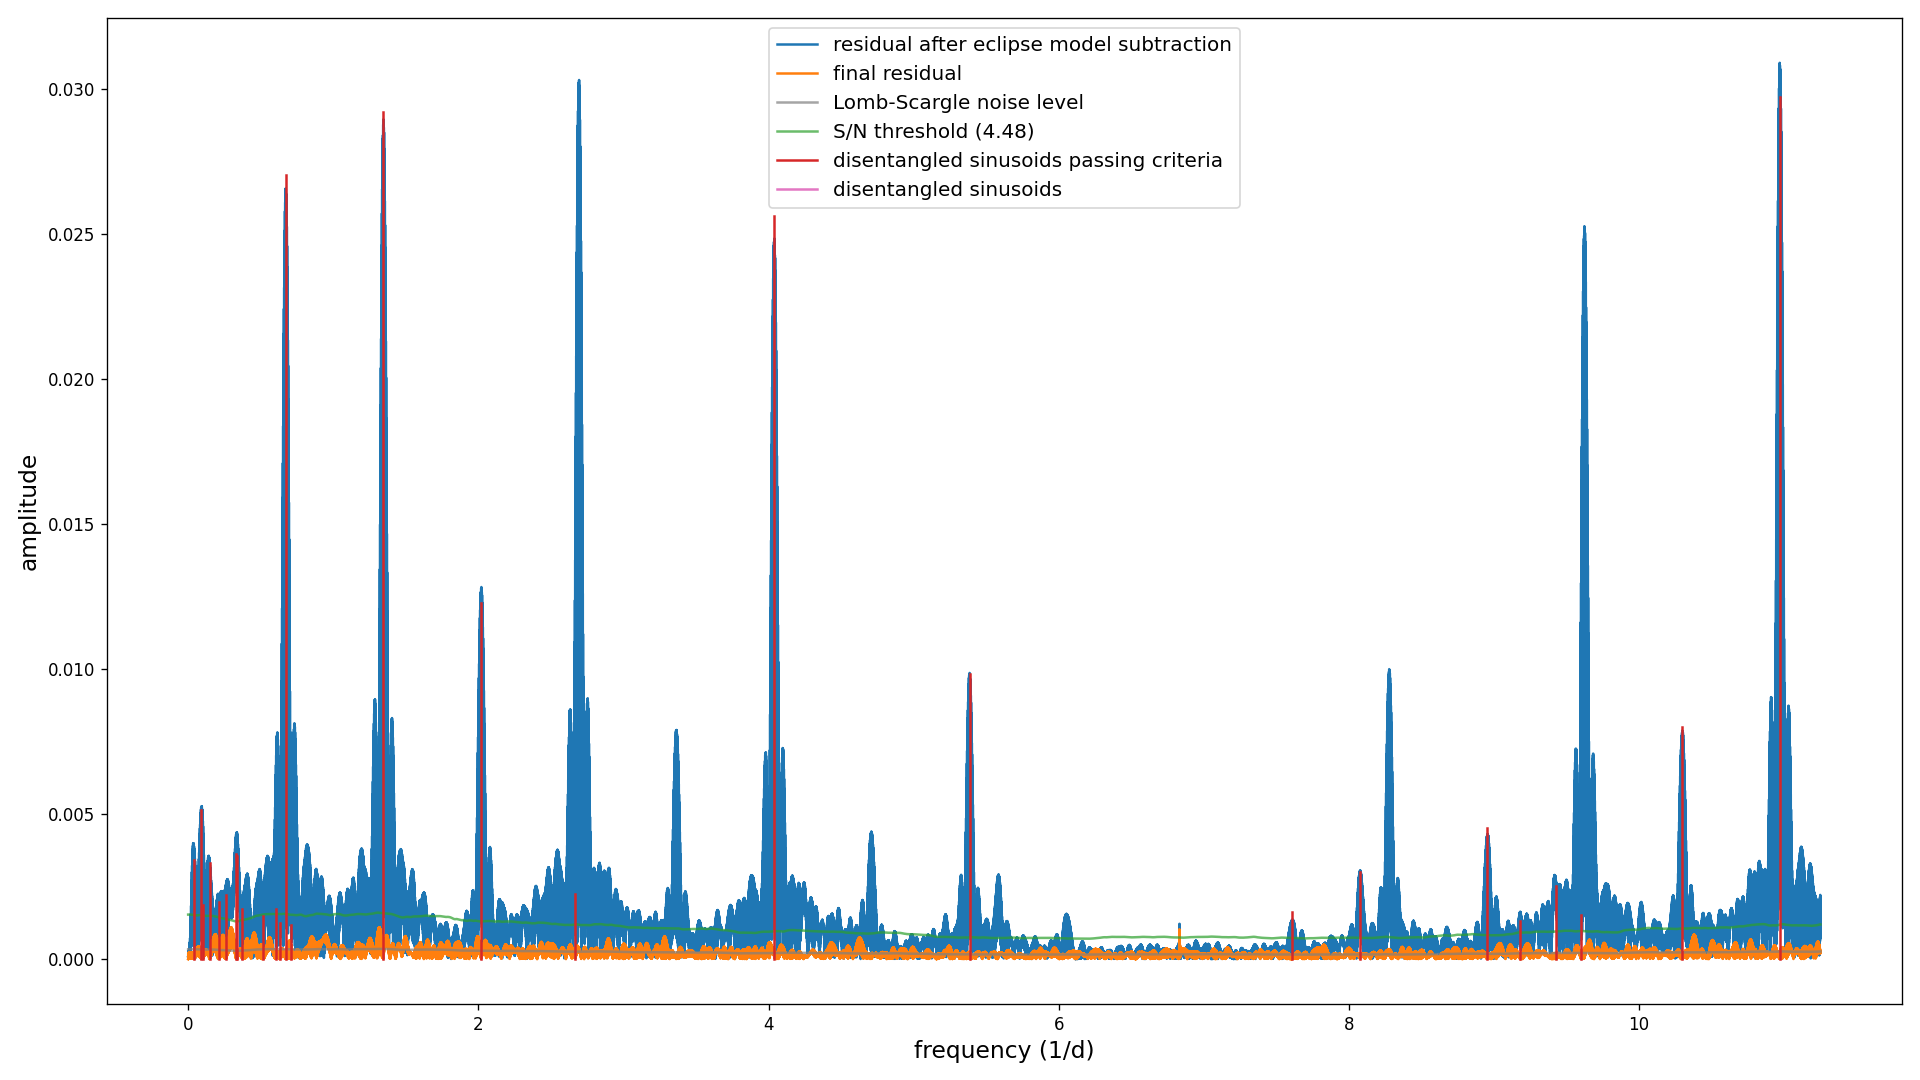 residual after eclipse model subtraction
final residual
Lomb-Scargle noise level
S/N threshold (4.48)
disentangled sinusoids passing criteria
disentangled sinusoids
0.030
0.025
0.020
0.015
0.010
0.005
0.000
amplitude
0 2 4 6 8 10
frequency (1/d)